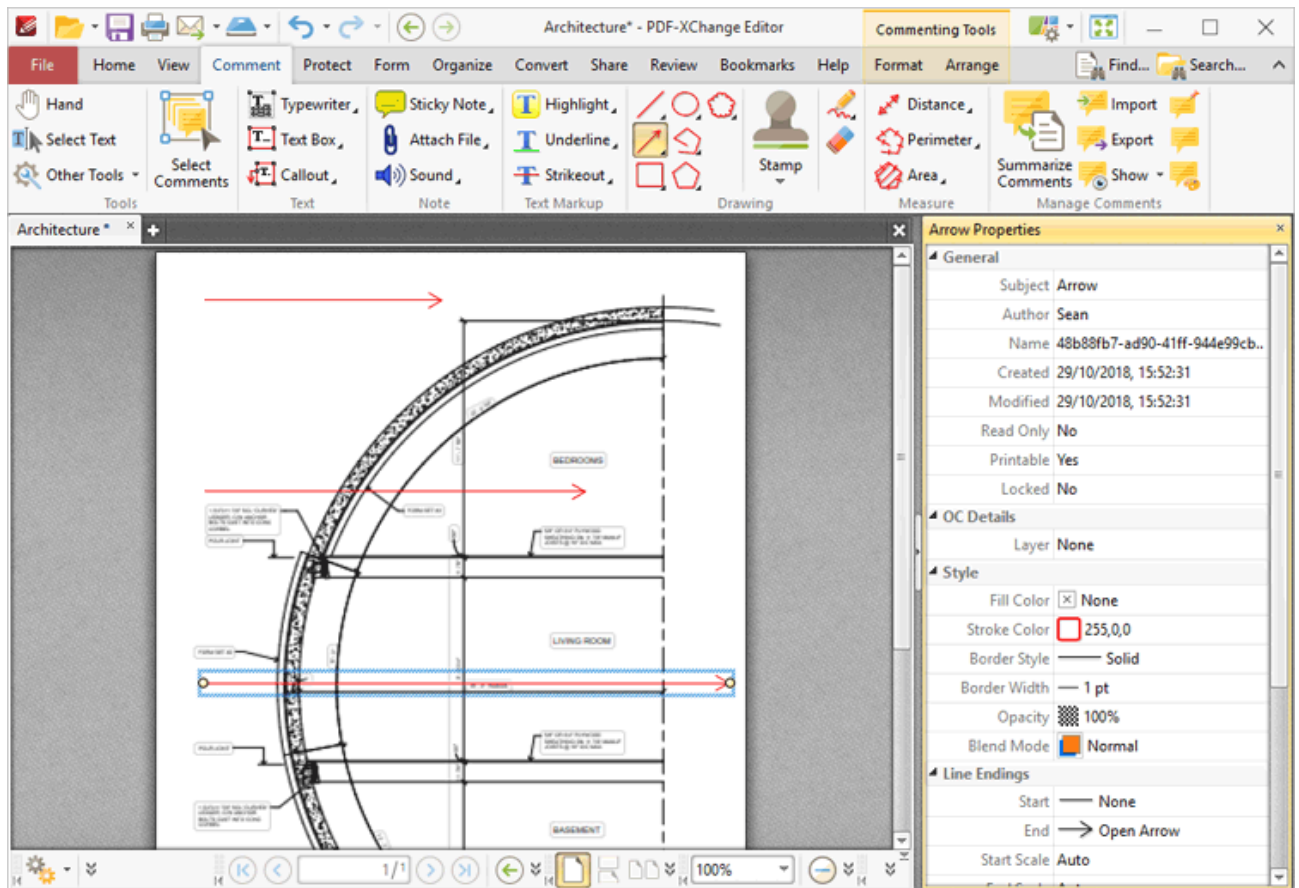 Architecture* - PDF-XChange Editor
Commenting Tools
File Home View Comment Protect Form Organize Convert Share Review Bookmarks Help Format Arrange Find... Search...
Hand
Select Text
Other Tools
Tools
Select Comments
Typewriter
Text Box
Callout
Text
Sticky Note
Attach File
Sound
Note
Highlight
Underline
Strikeout
Text Markup
Drawing
Stamp
Distance
Perimeter
Area
Measure
Summarize Comments
Import
Export
Show
Manage Comments
Architecture *
BEDROOMS
LIVING ROOM
BASEMENT
Arrow Properties
General
Subject Arrow
Author Sean
Name 48b88fb7-ad90-41ff-944e99cb..
Created 29/10/2018, 15:52:31
Modified 29/10/2018, 15:52:31
Read Only No
Printable Yes
Locked No
OC Details
Layer None
Style
Fill Color None
Stroke Color 255,0,0
Border Style Solid
Border Width 1 pt
Opacity 100%
Blend Mode Normal
Line Endings
Start None
End Open Arrow
Start Scale Auto
1/1
100%